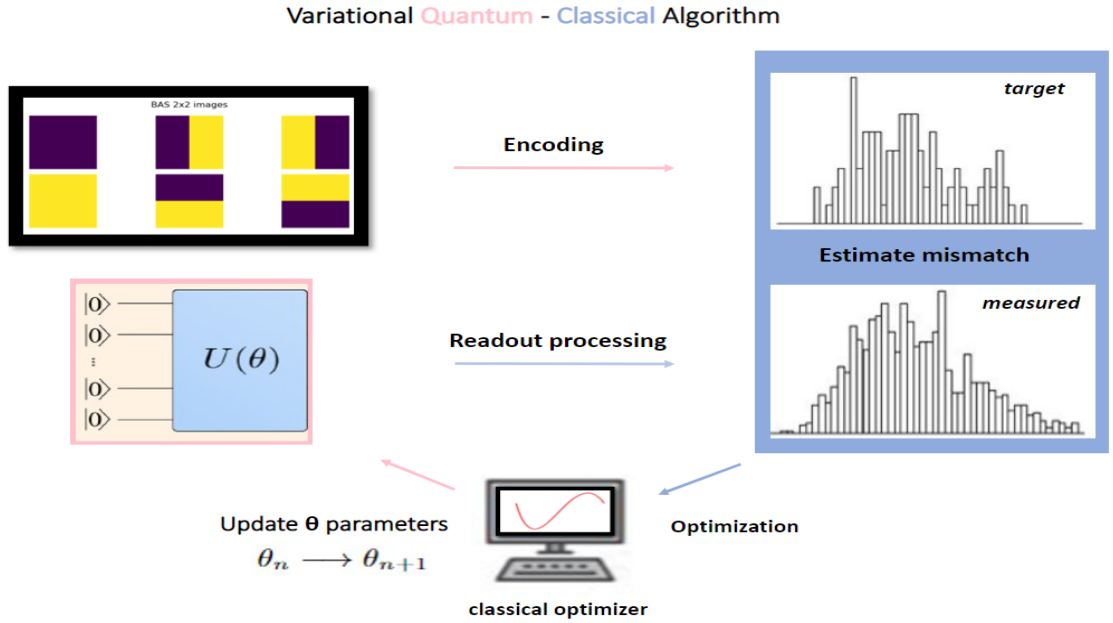 Variational Quantum - Classical Algorithm
BAS 2x2 images
Encoding
target
Estimate mismatch
|0⟩
|0⟩
⋮
|0⟩
|0⟩
U(θ)
Readout processing
measured
Update θ parameters
θn ⟶ θn+1
Optimization
classical optimizer